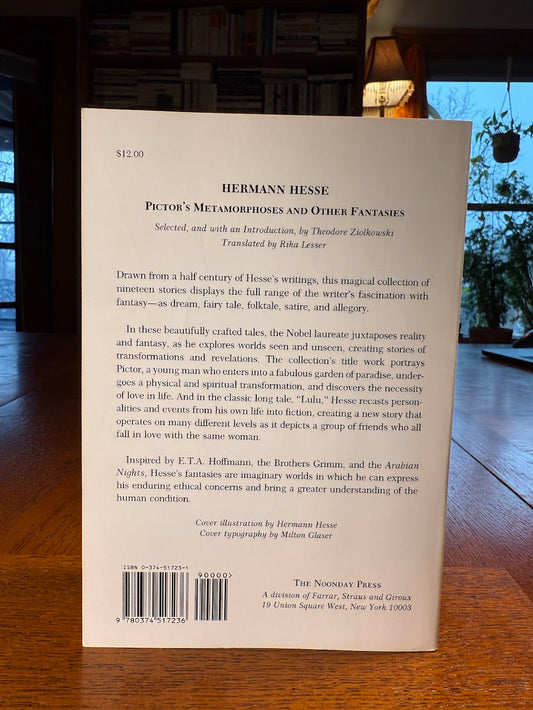 $12.00
HERMANN HESSE
PICTOR'S METAMORPHOSES AND OTHER FANTASIES
Selected, and with an Introduction, by Theodore Ziolkowski
Translated by Rika Lesser
Drawn from a half century of Hesse's writings, this magical collection of
nineteen stories displays the full range of the writer's fascination with
fantasy—as dream, fairy tale, folktale, satire, and allegory.
In these beautifully crafted tales, the Nobel laureate juxtaposes reality
and fantasy, as he explores worlds seen and unseen, creating stories of
transformations and revelations. The collection's title work portrays
Pictor, a young man who enters into a fabulous garden of paradise, under-
goes a physical and spiritual transformation, and discovers the necessity
of love in life. And in the classic long tale, "Lulu," Hesse recasts person-
alities and events from his own life into fiction, creating a new story that
operates on many different levels as it depicts a group of friends who all
fall in love with the same woman.
Inspired by E.T.A. Hoffmann, the Brothers Grimm, and the Arabian
Nights, Hesse's fantasies are imaginary worlds in which he can express
his enduring ethical concerns and bring a greater understanding of the
human condition.
Cover illustration by Hermann Hesse
Cover typography by Milton Glaser
ISBN 0-374-51723-1
90000>
9 780374 517236
THE NOONDAY PRESS
A division of Farrar, Straus and Giroux
19 Union Square West, New York 10003